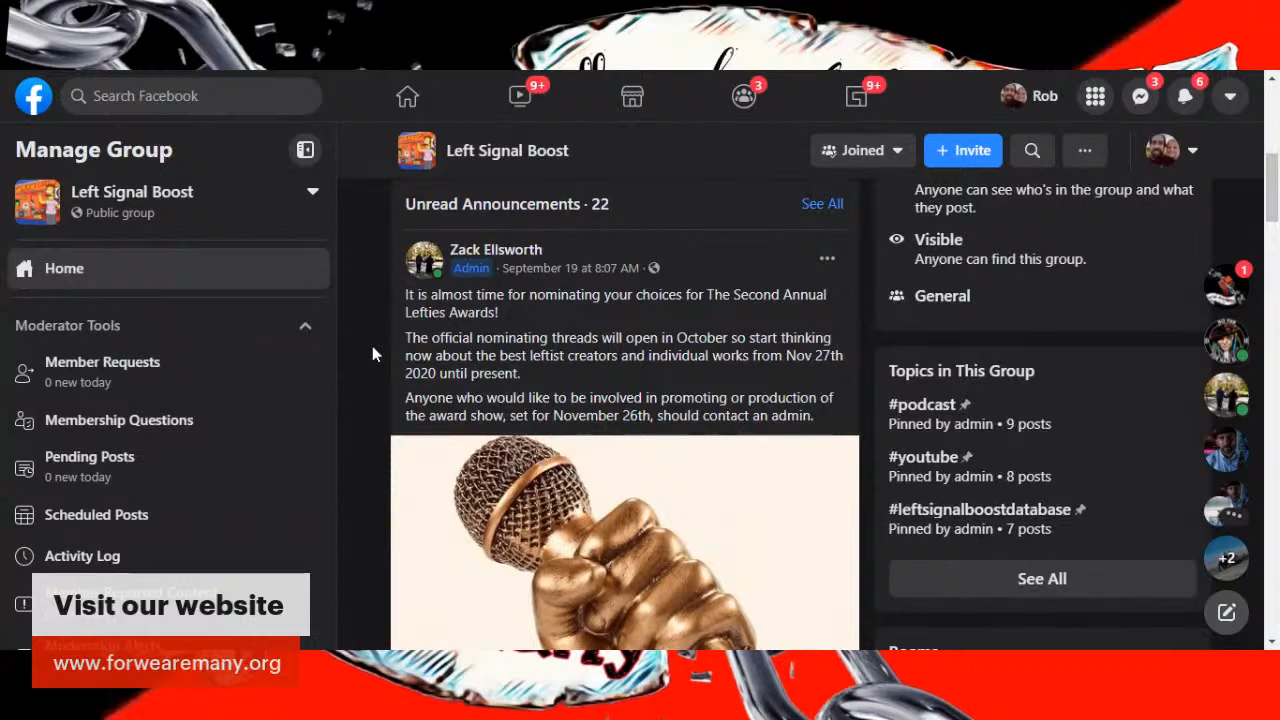 Search Facebook
9+
3
9+
Rob
3
6
Manage Group
Left Signal Boost
Public group
Home
Moderator Tools
Member Requests
0 new today
Membership Questions
Pending Posts
0 new today
Scheduled Posts
Activity Log
Visit our website
www.forwearemany.org
Left Signal Boost
Joined
+ Invite
Unread Announcements · 22
See All
Zack Ellsworth
Admin · September 19 at 8:07 AM ·
It is almost time for nominating your choices for The Second Annual
Lefties Awards!
The official nominating threads will open in October so start thinking
now about the best leftist creators and individual works from Nov 27th
2020 until present.
Anyone who would like to be involved in promoting or production of
the award show, set for November 26th, should contact an admin.
Anyone can see who's in the group and what
they post.
Visible
Anyone can find this group.
General
Topics in This Group
#podcast
Pinned by admin • 9 posts
#youtube
Pinned by admin • 8 posts
#leftsignalboostdatabase
Pinned by admin • 7 posts
See All
1
+2